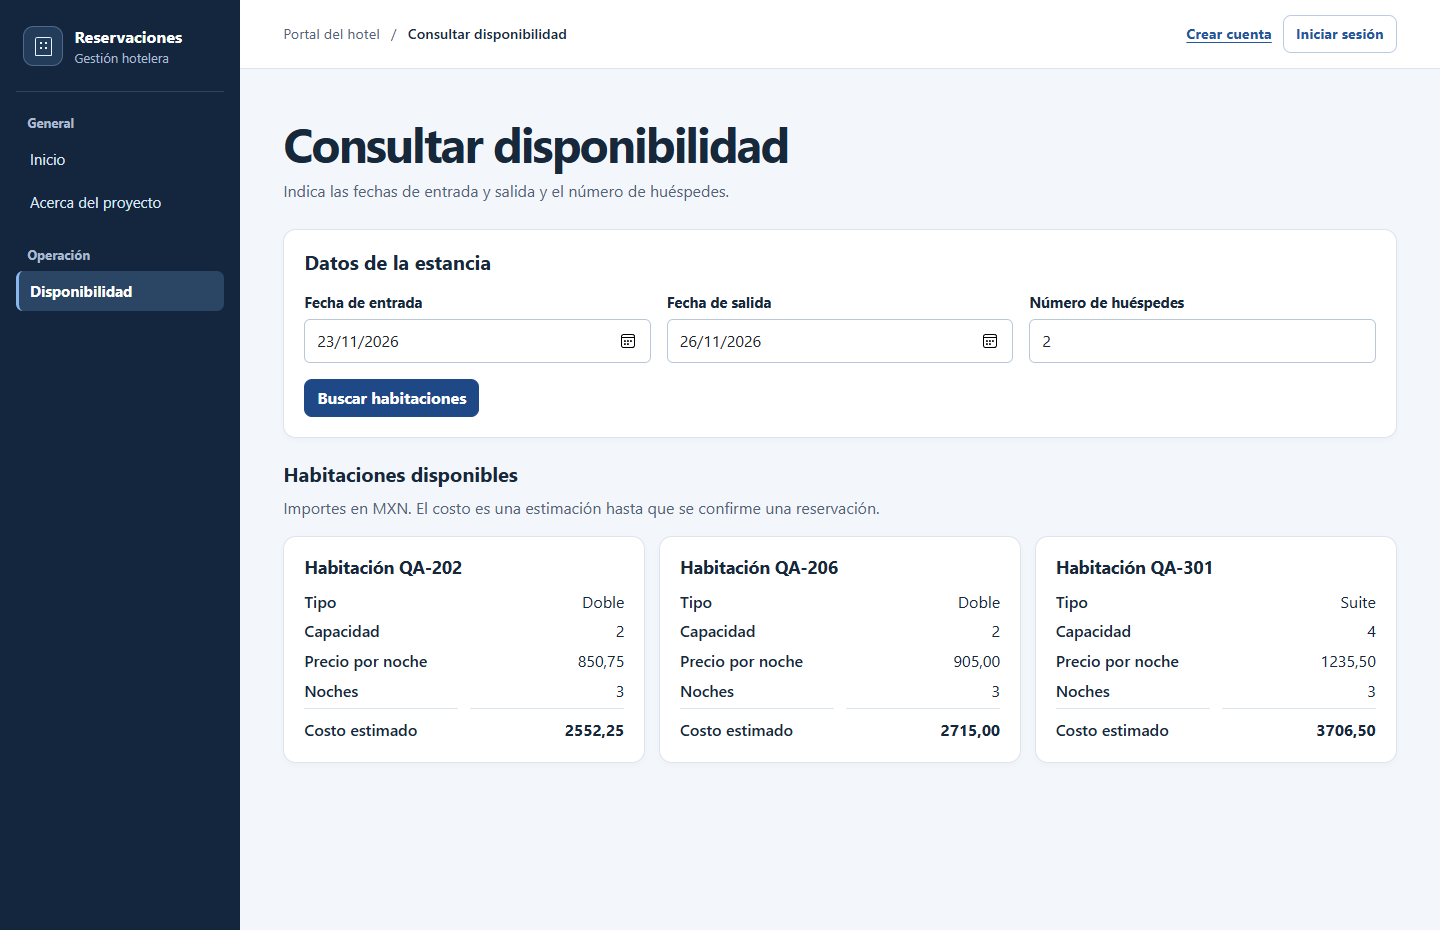 Reservaciones
Gestión hotelera
General
Inicio
Acerca del proyecto
Operación
Disponibilidad
Portal del hotel / Consultar disponibilidad
Crear cuenta
Iniciar sesión
Consultar disponibilidad
Indica las fechas de entrada y salida y el número de huéspedes.
Datos de la estancia
Fecha de entrada
23/11/2026
Fecha de salida
26/11/2026
Número de huéspedes
2
Buscar habitaciones
Habitaciones disponibles
Importes en MXN. El costo es una estimación hasta que se confirme una reservación.
Habitación QA-202
Tipo Doble
Capacidad 2
Precio por noche 850,75
Noches 3
Costo estimado 2552,25
Habitación QA-206
Tipo Doble
Capacidad 2
Precio por noche 905,00
Noches 3
Costo estimado 2715,00
Habitación QA-301
Tipo Suite
Capacidad 4
Precio por noche 1235,50
Noches 3
Costo estimado 3706,50